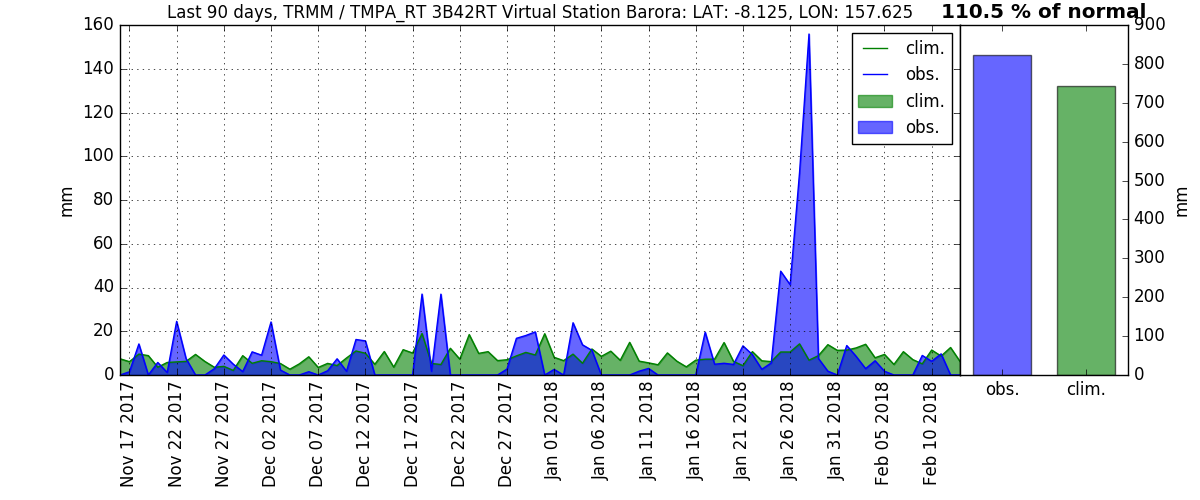 Last 90 days, TRMM / TMPA_RT 3B42RT Virtual Station Barora: LAT: -8.125, LON: 157.625
110.5 % of normal
160
140
120
100
80
60
40
20
0
mm
clim.
obs.
clim.
obs.
900
800
700
600
500
400
300
200
100
0
mm
Nov 17 2017
Nov 22 2017
Nov 27 2017
Dec 02 2017
Dec 07 2017
Dec 12 2017
Dec 17 2017
Dec 22 2017
Dec 27 2017
Jan 01 2018
Jan 06 2018
Jan 11 2018
Jan 16 2018
Jan 21 2018
Jan 26 2018
Jan 31 2018
Feb 05 2018
Feb 10 2018
obs.
clim.